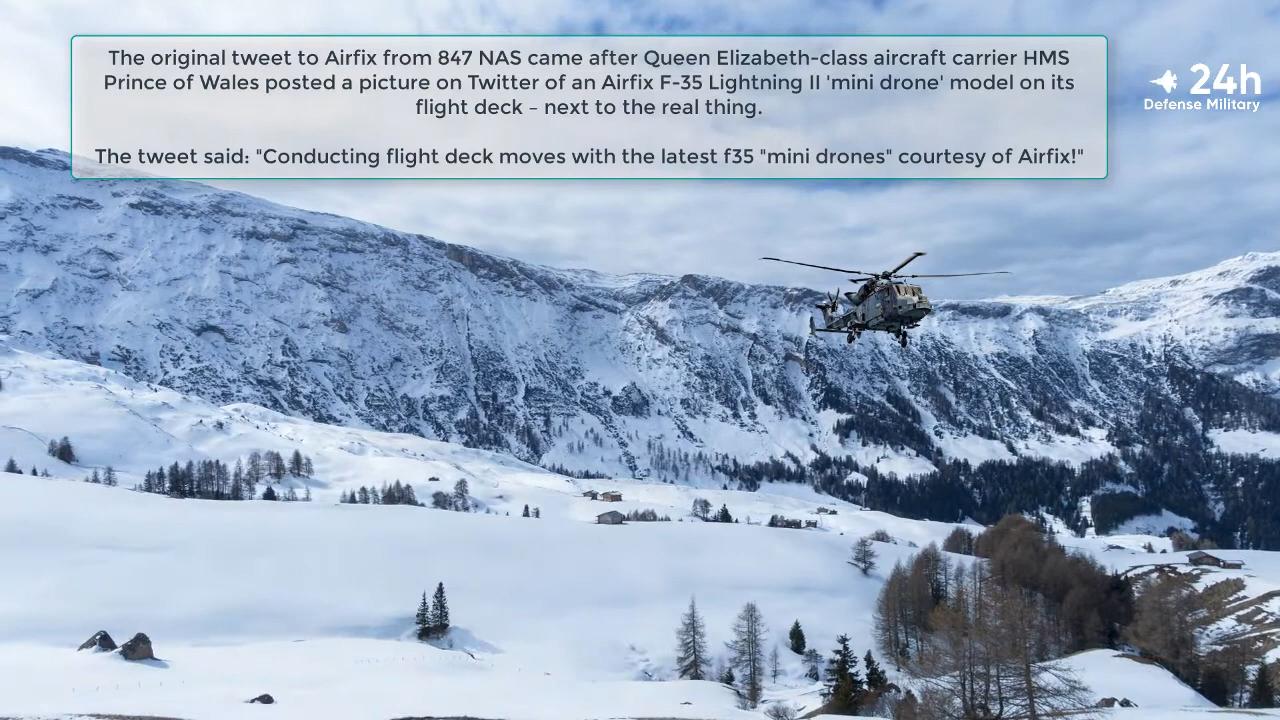 The original tweet to Airfix from 847 NAS came after Queen Elizabeth-class aircraft carrier HMS
Prince of Wales posted a picture on Twitter of an Airfix F-35 Lightning II 'mini drone' model on its
flight deck – next to the real thing.
The tweet said: "Conducting flight deck moves with the latest f35 "mini drones" courtesy of Airfix!"
24h
Defense Military